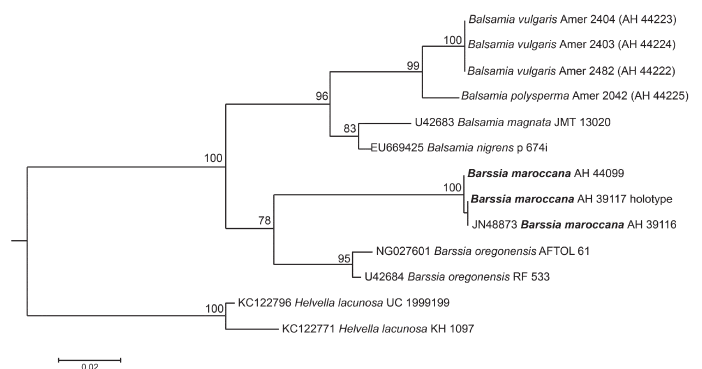 Balsamia vulgaris Amer 2404 (AH 44223)
100
Balsamia vulgaris Amer 2403 (AH 44224)
99
Balsamia vulgaris Amer 2482 (AH 44222)
96
Balsamia polysperma Amer 2042 (AH 44225)
U42683 Balsamia magnata JMT 13020
83
EU669425 Balsamia nigrens p 674i
100
Barssia maroccana AH 44099
100
Barssia maroccana AH 39117 holotype
78
JN48873 Barssia maroccana AH 39116
NG027601 Barssia oregonensis AFTOL 61
95
U42684 Barssia oregonensis RF 533
100
KC122796 Helvella lacunosa UC 1999199
KC122771 Helvella lacunosa KH 1097
0.02